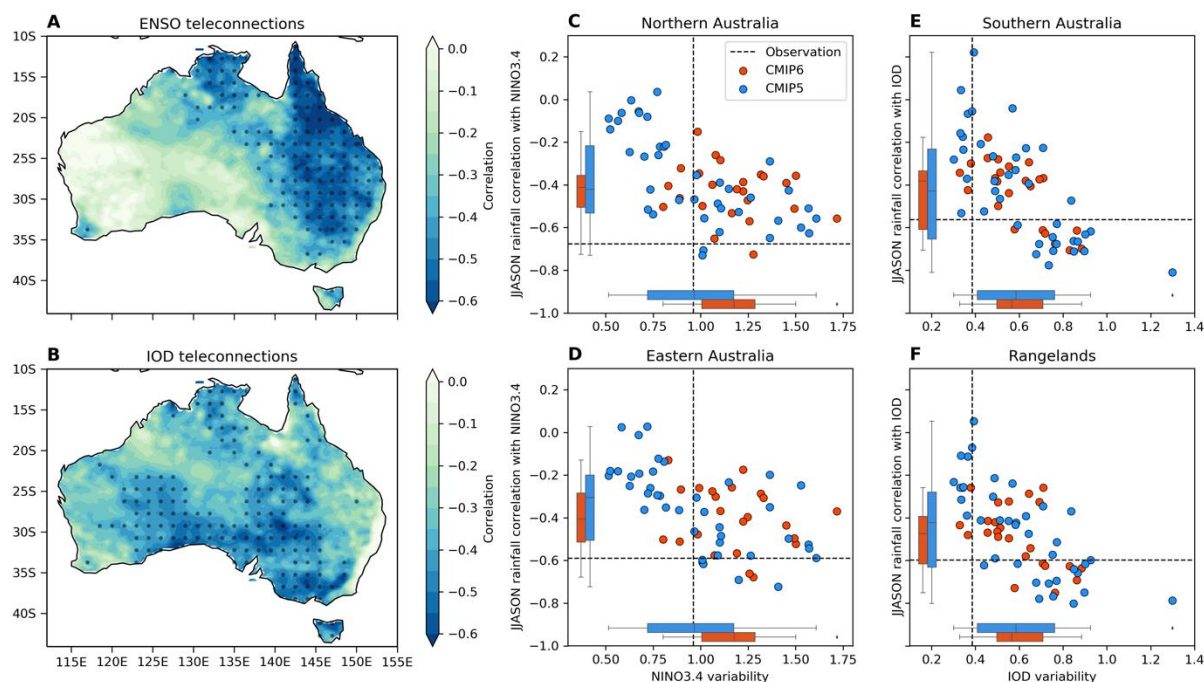 A
ENSO teleconnections
10S
15S
20S
25S
30S
35S
40S
0.0
−0.1
−0.2
−0.3
−0.4
−0.5
−0.6
Correlation
B
IOD teleconnections
10S
15S
20S
25S
30S
35S
40S
115E 120E 125E 130E 135E 140E 145E 150E 155E
0.0
−0.1
−0.2
−0.3
−0.4
−0.5
−0.6
Correlation
C
Northern Australia
JJASON rainfall correlation with NINO3.4
0.2
0.0
−0.2
−0.4
−0.6
−0.8
−1.0
0.50 0.75 1.00 1.25 1.50 1.75
Observation
CMIP6
CMIP5
D
Eastern Australia
JJASON rainfall correlation with NINO3.4
0.2
0.0
−0.2
−0.4
−0.6
−0.8
−1.0
0.50 0.75 1.00 1.25 1.50 1.75
NINO3.4 variability
E
Southern Australia
JJASON rainfall correlation with IOD
0.2 0.4 0.6 0.8 1.0 1.2 1.4
F
Rangelands
JJASON rainfall correlation with IOD
0.2 0.4 0.6 0.8 1.0 1.2 1.4
IOD variability